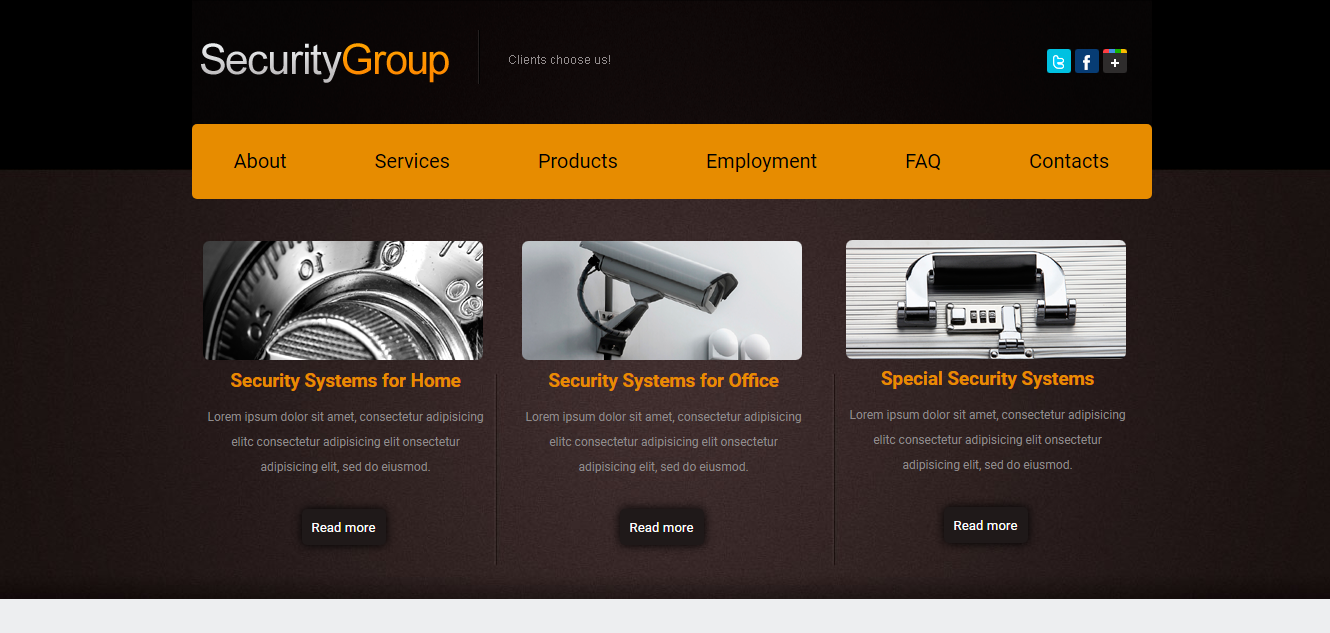 SecurityGroup
Clients choose us!
About Services Products Employment FAQ Contacts
Security Systems for Home
Lorem ipsum dolor sit amet, consectetur adipisicing
elitc consectetur adipisicing elit onsectetur
adipisicing elit, sed do eiusmod.
Read more
Security Systems for Office
Lorem ipsum dolor sit amet, consectetur adipisicing
elitc consectetur adipisicing elit onsectetur
adipisicing elit, sed do eiusmod.
Read more
Special Security Systems
Lorem ipsum dolor sit amet, consectetur adipisicing
elitc consectetur adipisicing elit onsectetur
adipisicing elit, sed do eiusmod.
Read more